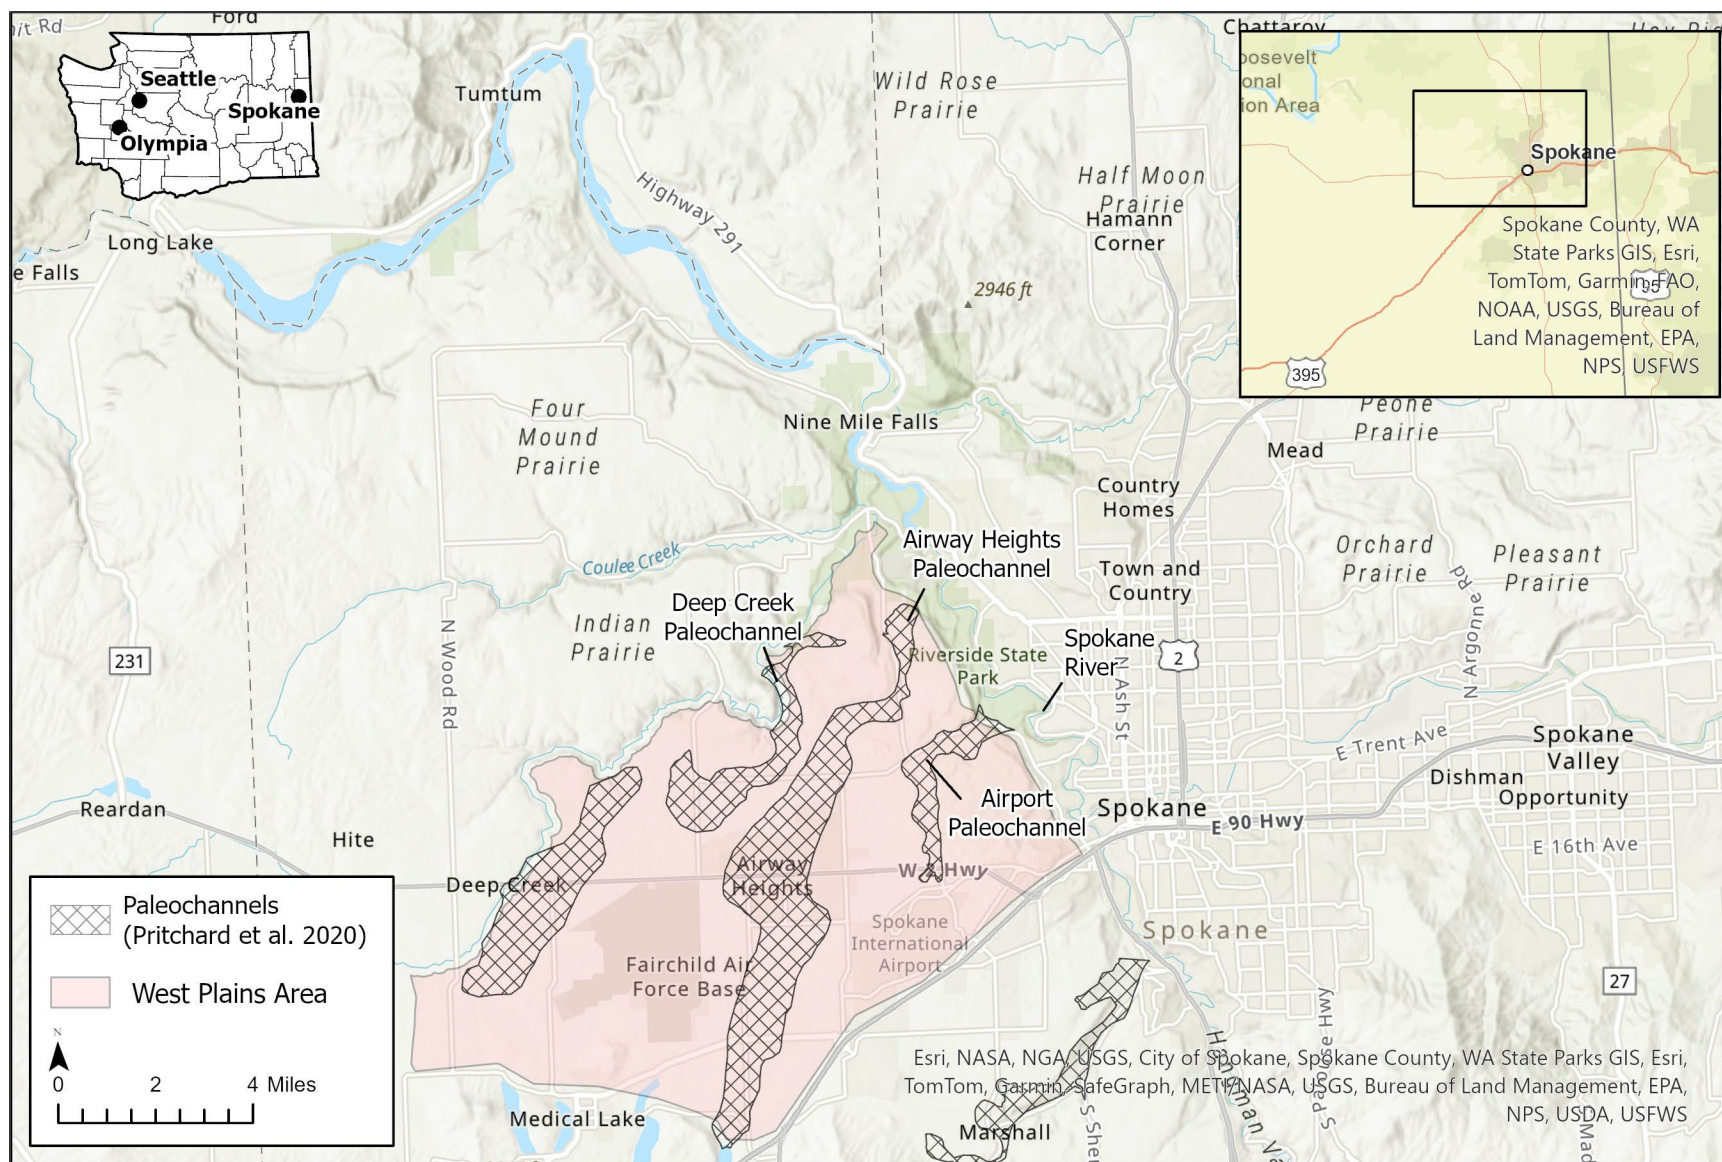 Ford
Chattaroy
Seattle
Spokane
Olympia
Tumtum
Wild Rose
Prairie
Half Moon
Prairie
Hamann
Corner
Highway 291
Long Lake
e Falls
2946 ft
oosevelt
onal
ion Area
Spokane
395
95
Spokane County, WA
State Parks GIS, Esri,
TomTom, Garmin, FAO,
NOAA, USGS, Bureau of
Land Management, EPA,
NPS, USFWS
Four
Mound
Prairie
Nine Mile Falls
Peone
Prairie
Mead
Country
Homes
Coulee Creek
Airway Heights
Paleochannel
Town and
Country
Orchard
Prairie
Pleasant
Prairie
N Argonne Rd
Deep Creek
Paleochannel
Indian
Prairie
N Wood Rd
231
Riverside State
Park
Spokane
River
N Ash St
2
E Trent Ave
Spokane
Valley
Dishman
Opportunity
Reardan
Hite
Airport
Paleochannel
Spokane
E 90 Hwy
E 16th Ave
Deep Creek
Airway
Heights
W 2 Hwy
Spokane
International
Airport
Spokane
Fairchild Air
Force Base
27
Paleochannels
(Pritchard et al. 2020)
West Plains Area
N
0 2 4 Miles
Medical Lake
Marshall
S Spokane Hwy
Esri, NASA, NGA, USGS, City of Spokane, Spokane County, WA State Parks GIS, Esri,
TomTom, Garmin, SafeGraph, METI/NASA, USGS, Bureau of Land Management, EPA,
NPS, USDA, USFWS